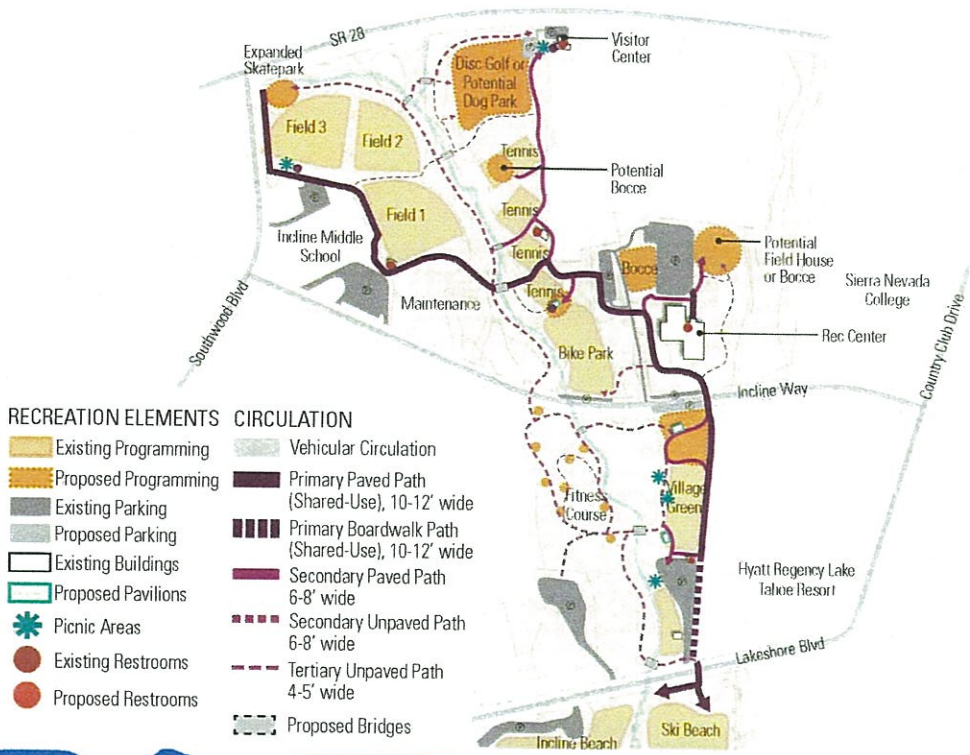 SR-28
Expanded
Skatepark
Visitor
Center
Disc Golf or
Potential
Dog Park
Field 3
Field 2
Tennis
Potential
Bocce
Field 1
Tennis
Incline Middle
School
Tennis
Bocce
Potential
Field House
or Bocce
Sierra Nevada
College
Maintenance
Tennis
Southwood Blvd
Country Club Drive
Rec Center
Bike Park
Incline Way
Village
Green
Fitness
Course
Hyatt Regency Lake
Tahoe Resort
Lakeshore Blvd
Incline Beach
Ski Beach
RECREATION ELEMENTS
Existing Programming
Proposed Programming
Existing Parking
Proposed Parking
Existing Buildings
Proposed Pavilions
Picnic Areas
Existing Restrooms
Proposed Restrooms
CIRCULATION
Vehicular Circulation
Primary Paved Path
(Shared-Use), 10-12' wide
Primary Boardwalk Path
(Shared-Use), 10-12' wide
Secondary Paved Path
6-8' wide
Secondary Unpaved Path
6-8' wide
Tertiary Unpaved Path
4-5' wide
Proposed Bridges